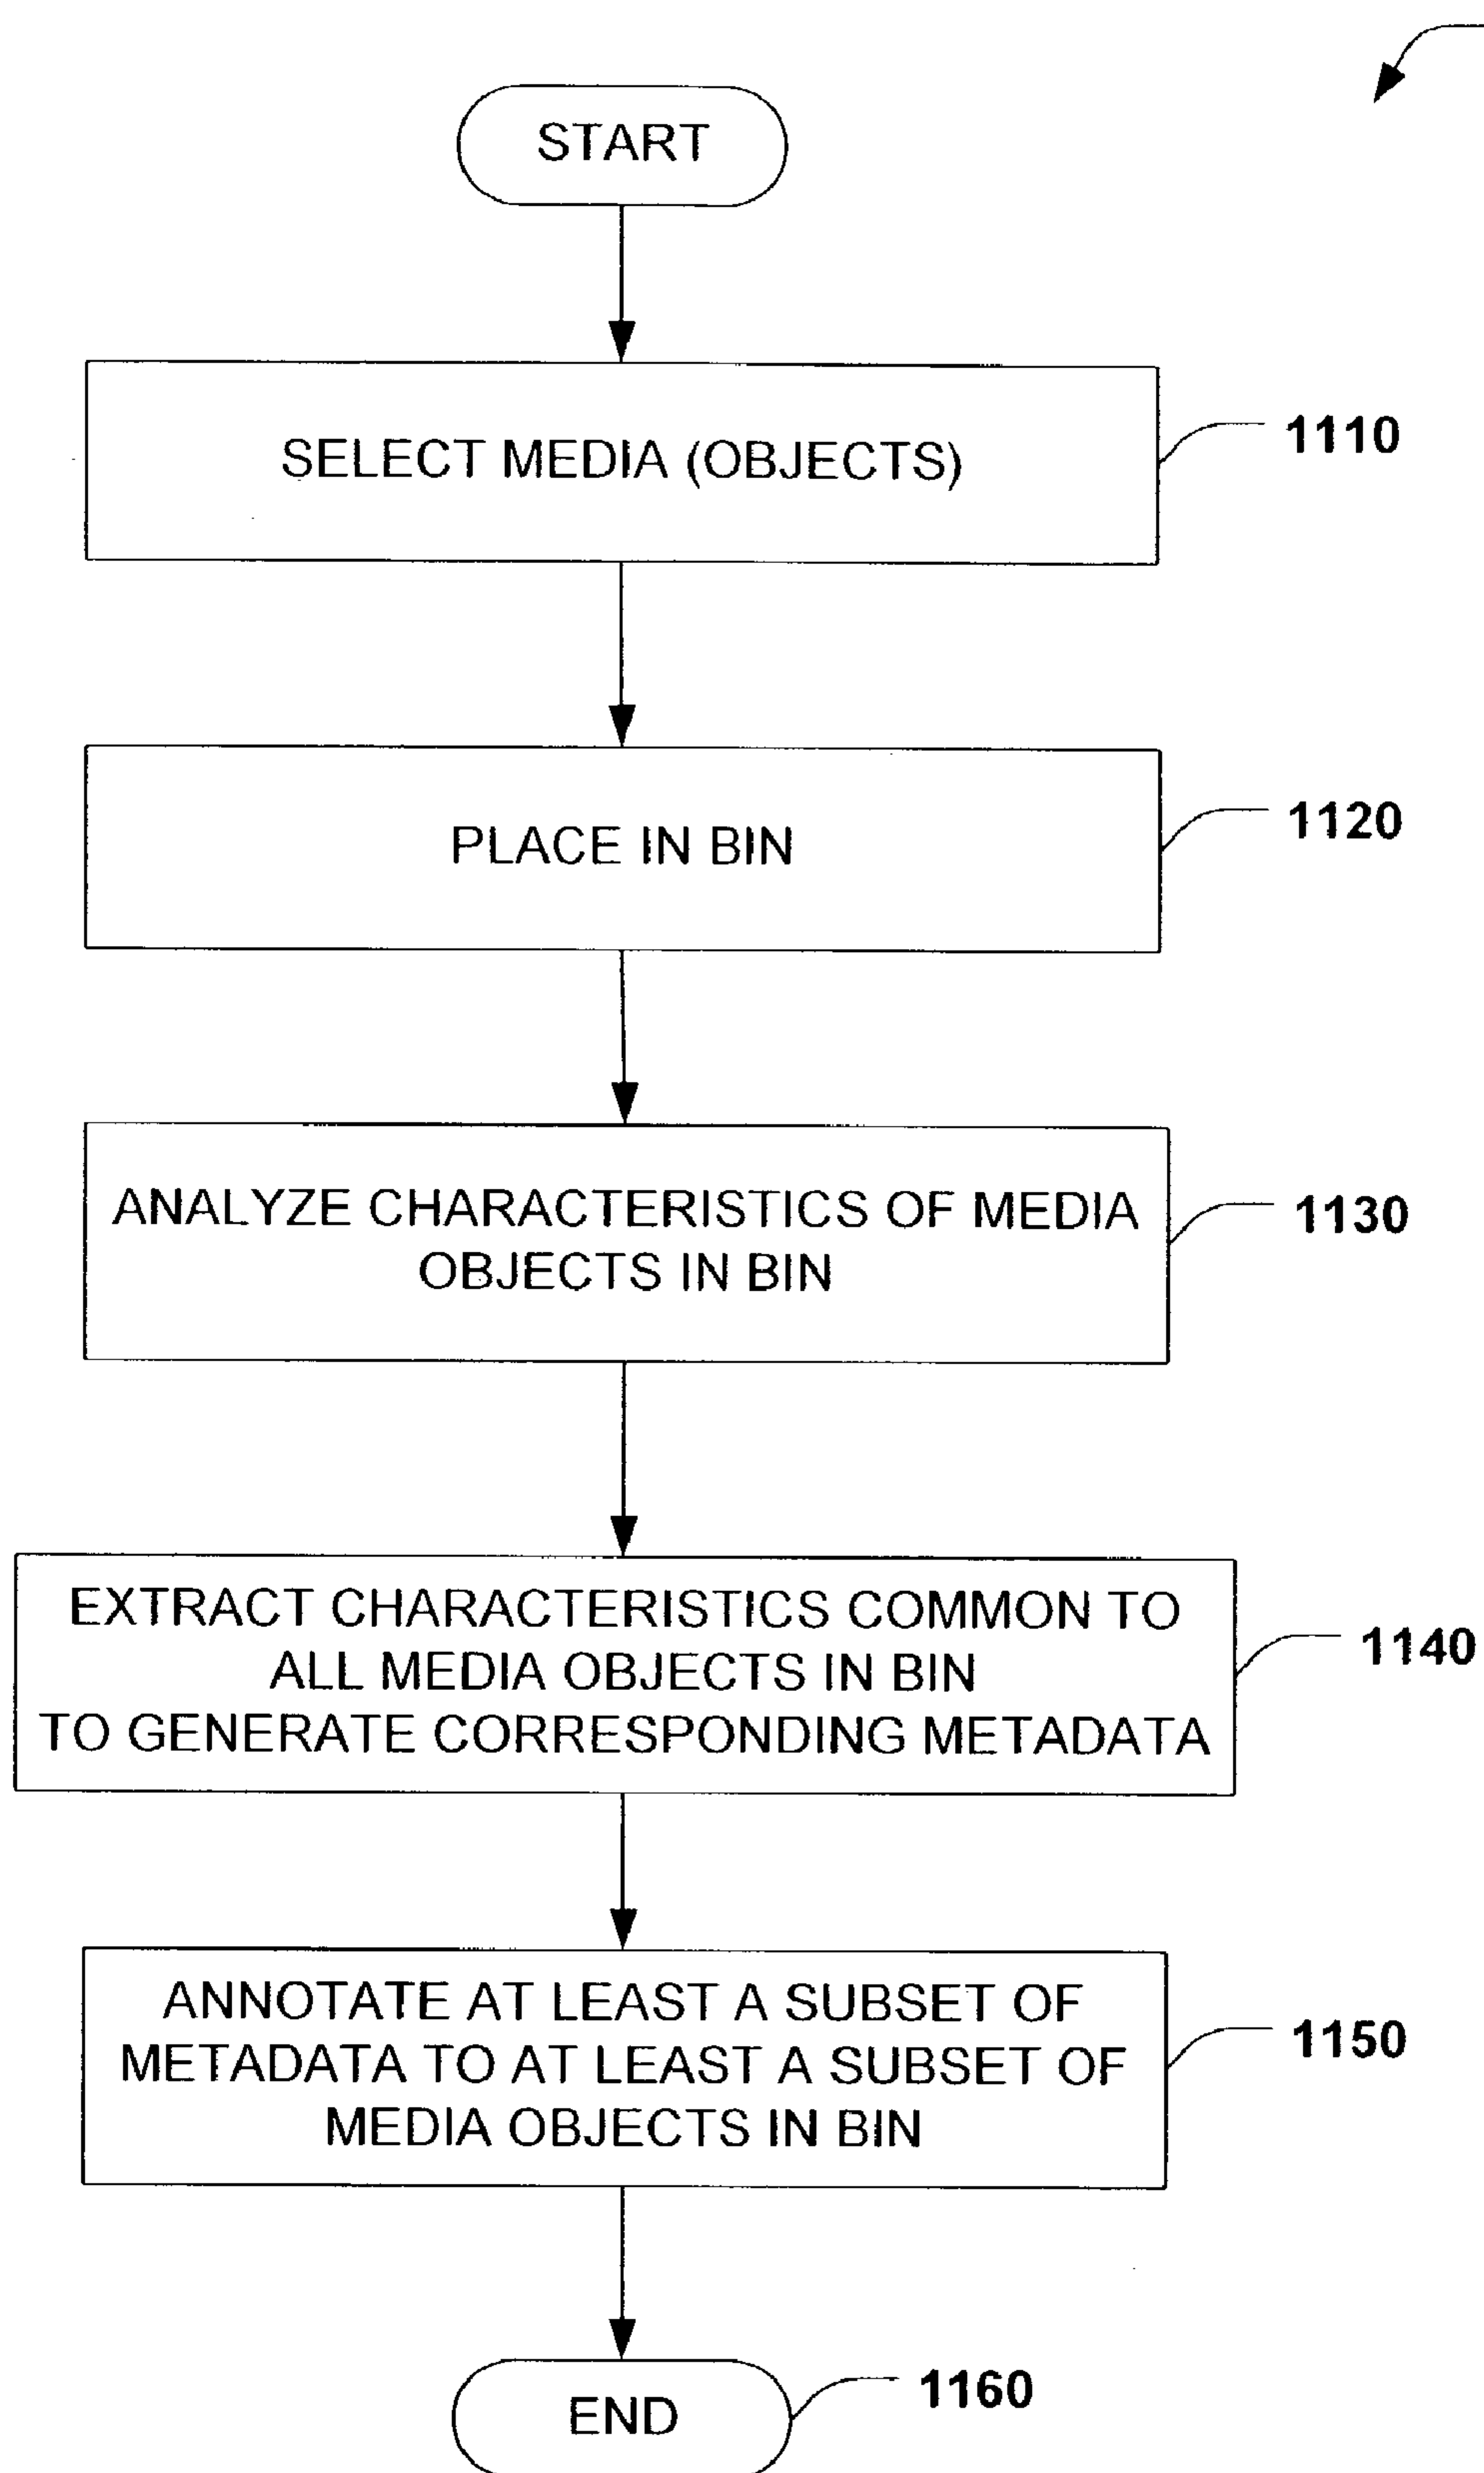 START
SELECT MEDIA (OBJECTS)
1110
PLACE IN BIN
1120
ANALYZE CHARACTERISTICS OF MEDIA
OBJECTS IN BIN
1130
EXTRACT CHARACTERISTICS COMMON TO
ALL MEDIA OBJECTS IN BIN
TO GENERATE CORRESPONDING METADATA
1140
ANNOTATE AT LEAST A SUBSET OF
METADATA TO AT LEAST A SUBSET OF
MEDIA OBJECTS IN BIN
1150
END
1160